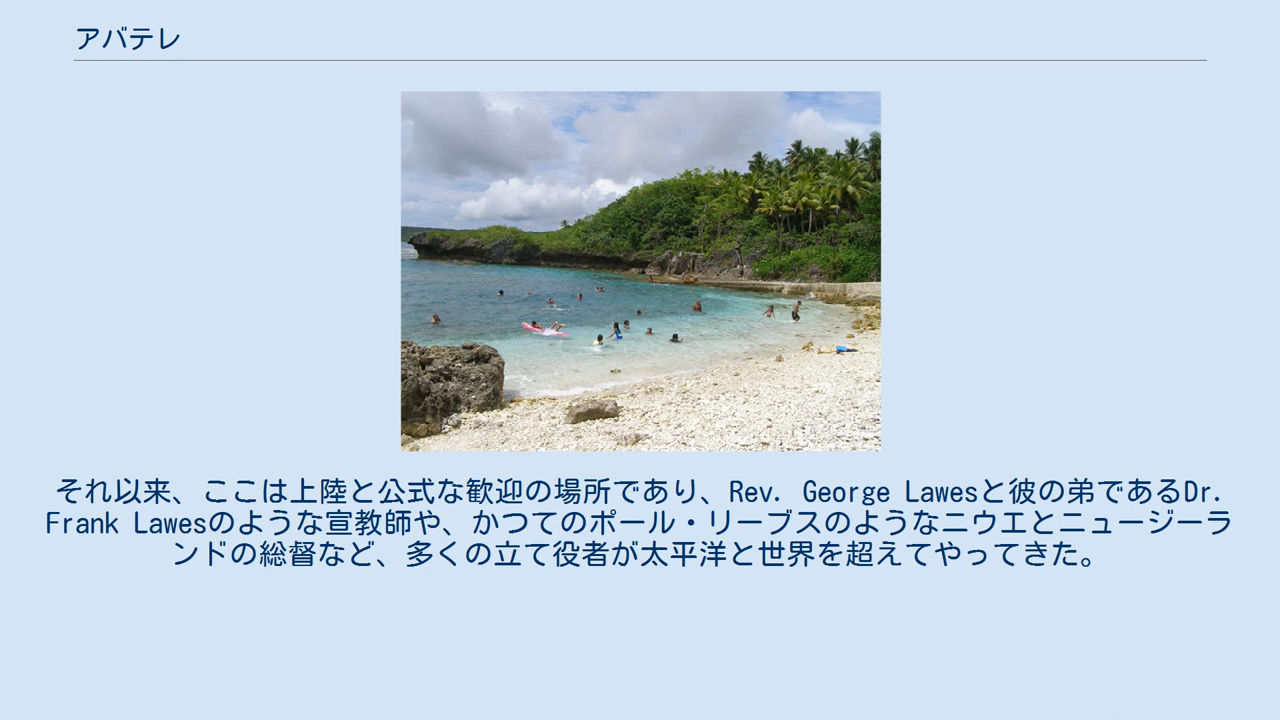 アバテレ
それ以来、ここは上陸と公式な歓迎の場所であり、Rev. George Lawesと彼の弟であるDr.
Frank Lawesのような宣教師や、かつてのポール・リーブスのようなニウエとニュージーラ
ンドの総督など、多くの立て役者が太平洋と世界を超えてやってきた。